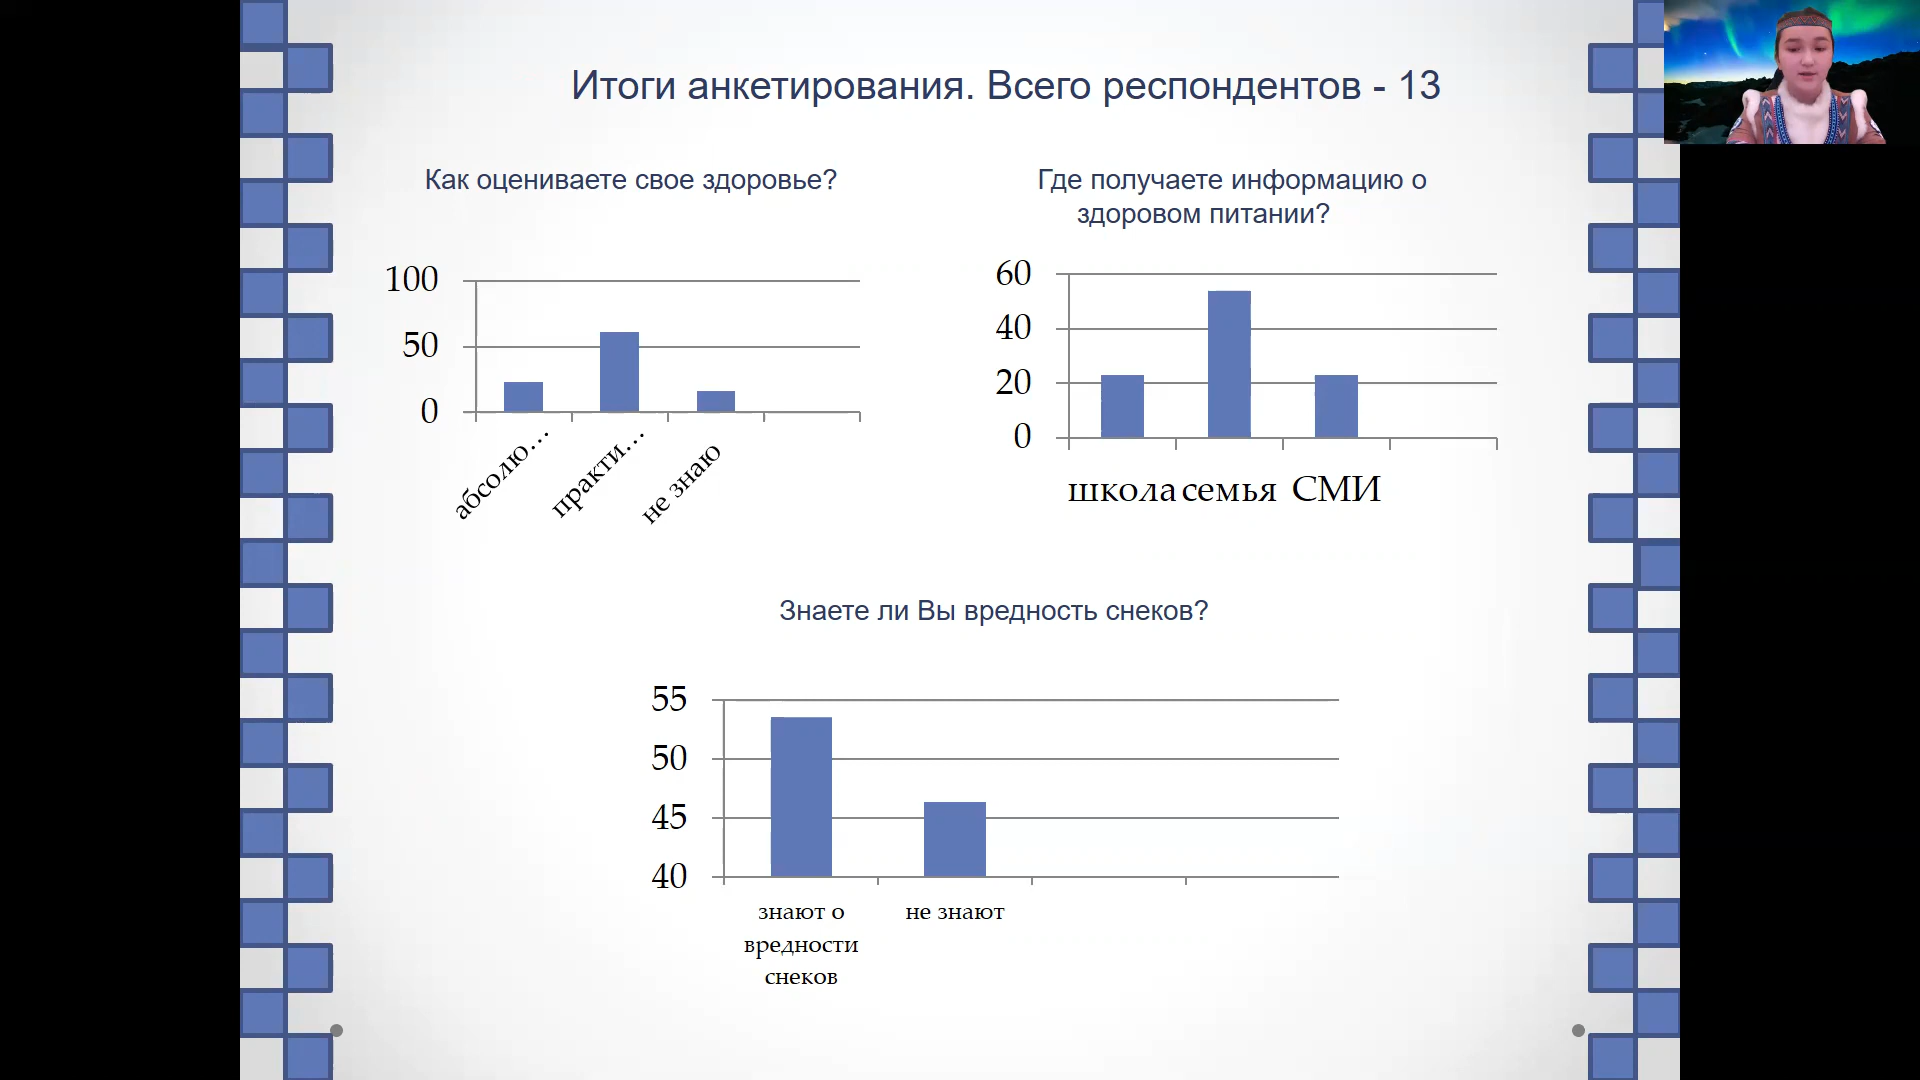 Итоги анкетирования. Всего респондентов - 13
Как оцениваете свое здоровье?
100
50
0
абсолю...
практи...
не знаю
Где получаете информацию о
здоровом питании?
60
40
20
0
школа семья СМИ
Знаете ли Вы вредность снеков?
55
50
45
40
знают о
вредности
снеков
не знают